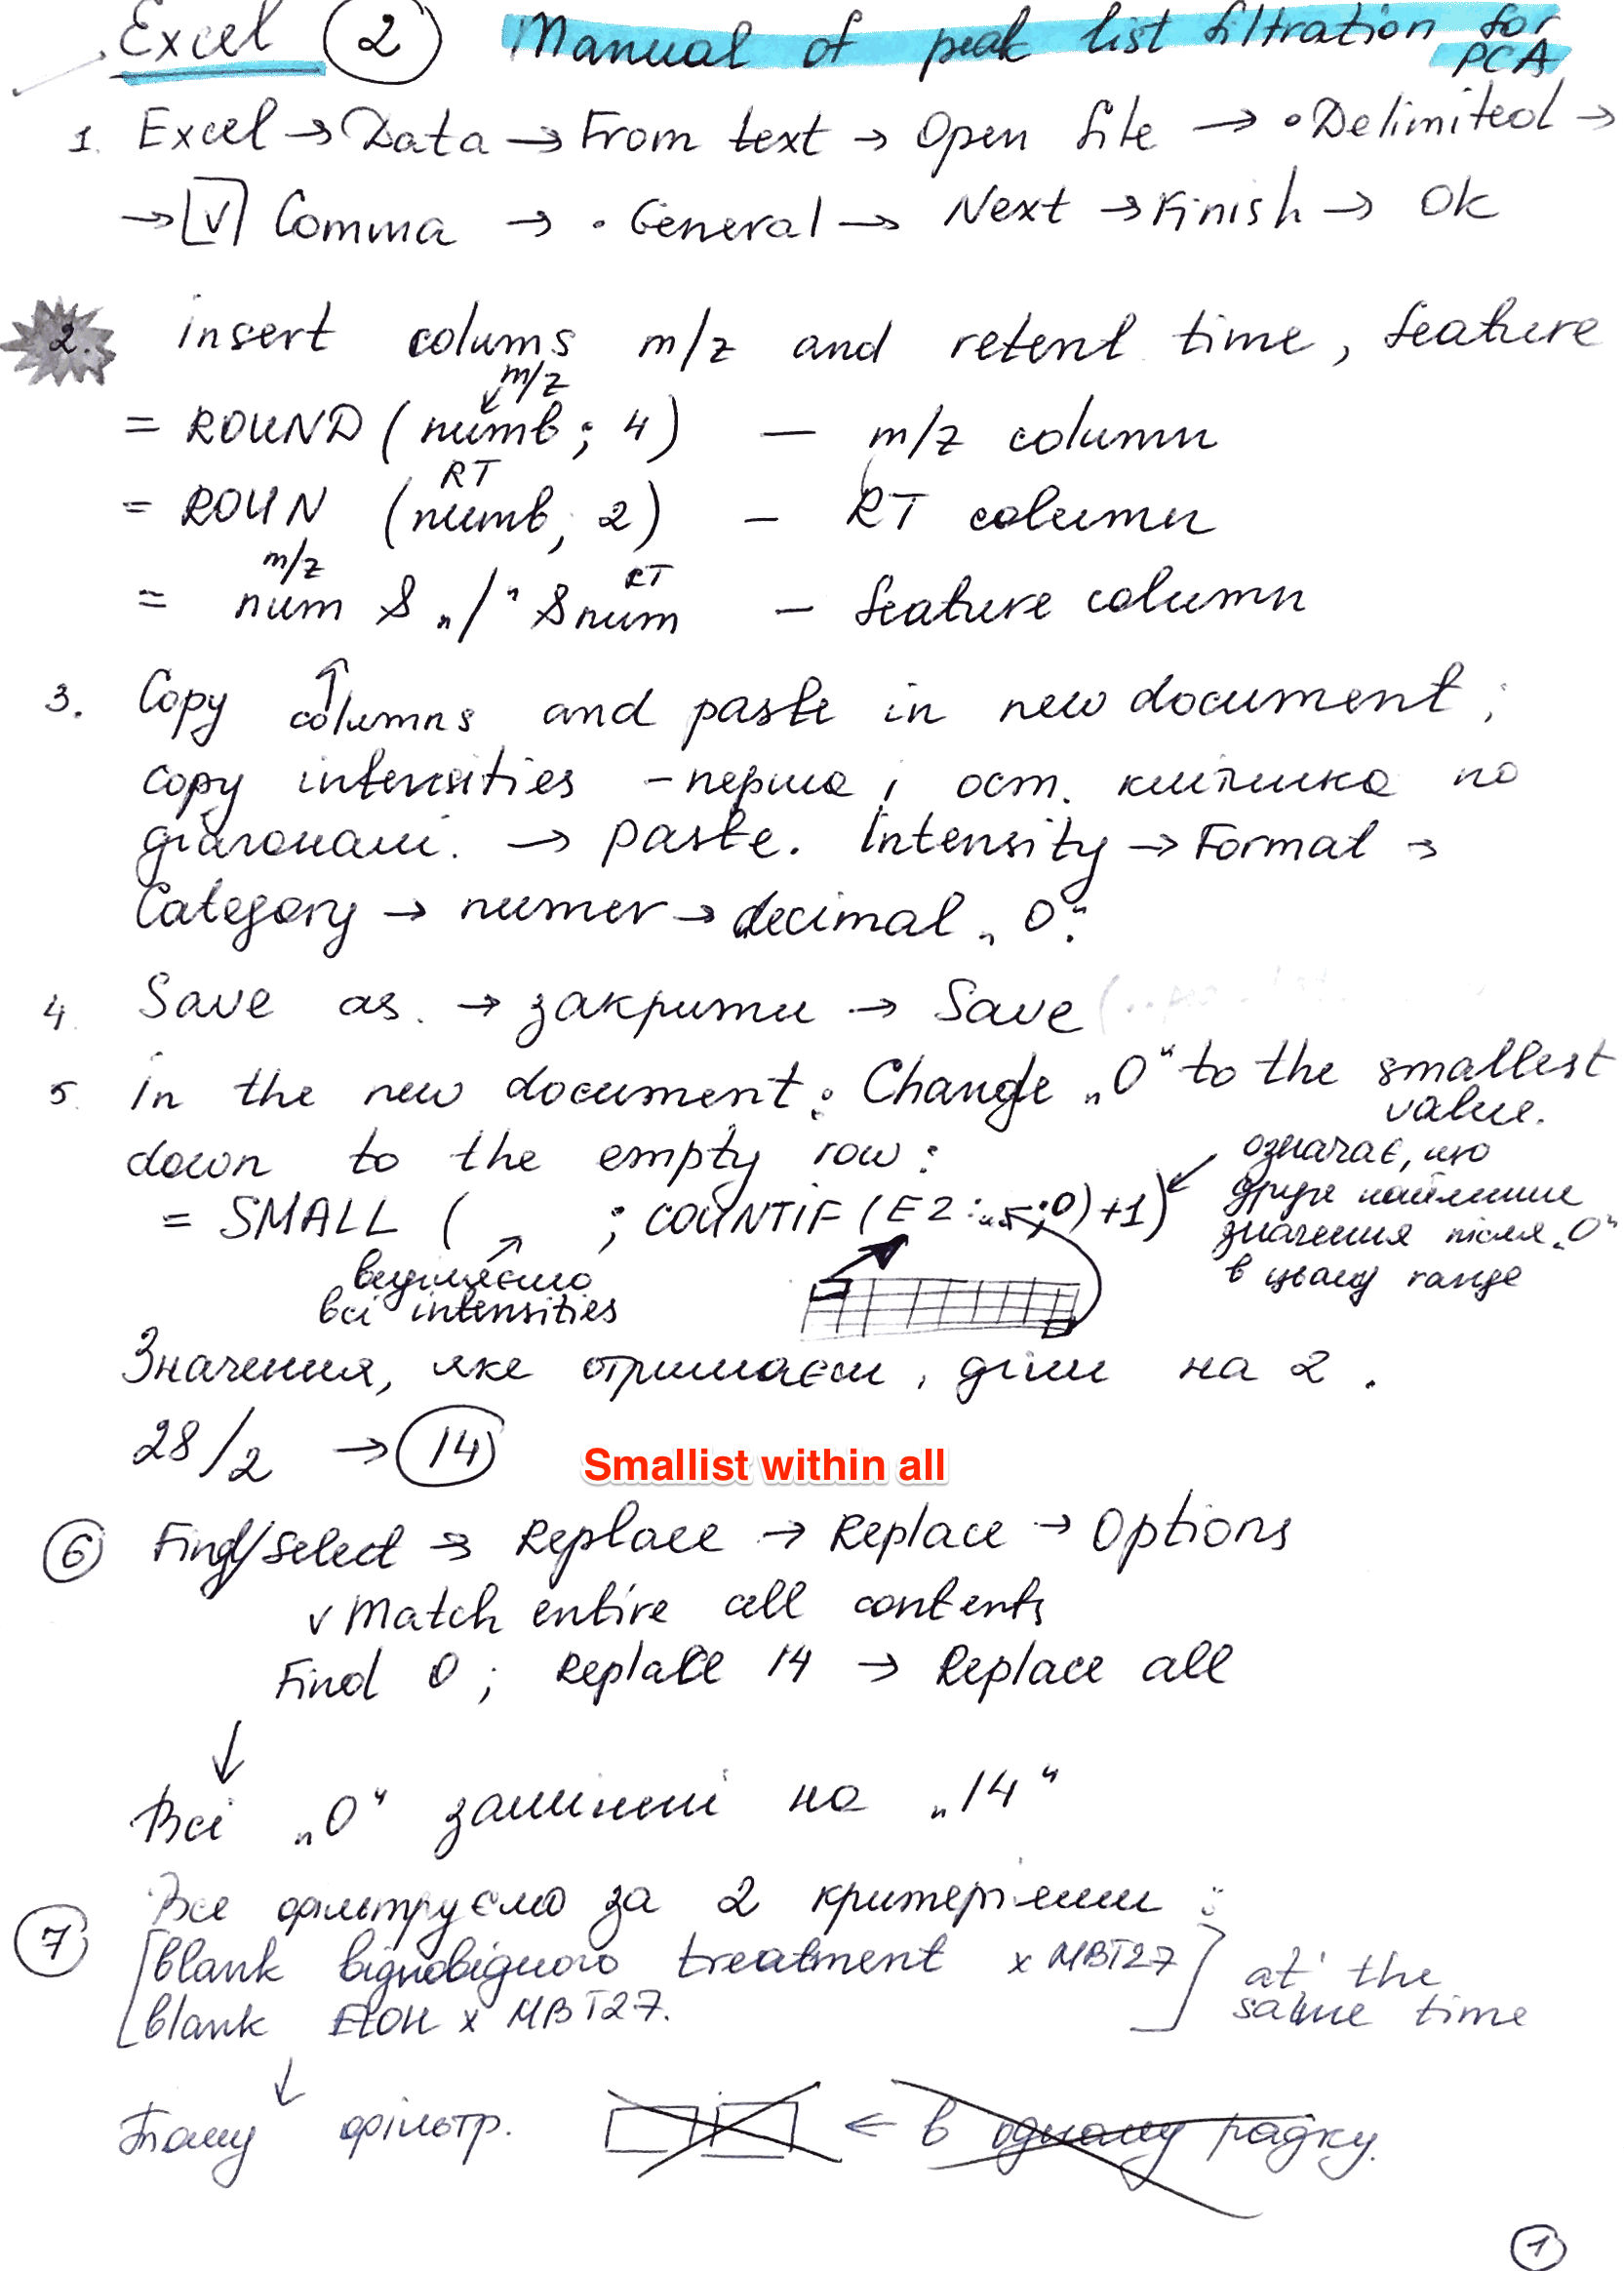 Excel ② Manual of peak list filtration for PCA
1. Excel → Data → From text → Open file → • Delimited →
→ [v] Comma → • General → Next → Finish → Ok
2. insert colums m/z and retent. time, feature
m/z
= ROUND (numb; 4) — m/z column
RT
= ROUN (numb; 2) — RT column
m/z RT
= num & „/" & num — feature column
3. Copy columns and paste in new document;
copy intensities - перша і ост. клітинка по
діагоналі. → paste. Intensity → Format →
Category → numer → decimal „0".
4. Save as. → закрити → Save
5. in the new document: Change „0" to the smallest value.
down to the empty row:
= SMALL ( ; COUNTIF (E2:...;0)+1)
означає, що
друге найменше
значення після „0"
в цьому range
всі intensities
Значення, яке отримаєш, діли на 2.
28/2 → 14
Smallist within all
⑥ Find/Select → Replace → Replace → Options
v Match entire cell contents
Find 0; Replace 14 → Replace all
↓
Всі „0" замінені на „14"
⑦ Все фільтруємо за 2 критеріями:
[blank відповідного treatment x MBT27
blank EtOH x MBT27.] at the same time
↓
Тому фільтр. ← в одному рядку.
①